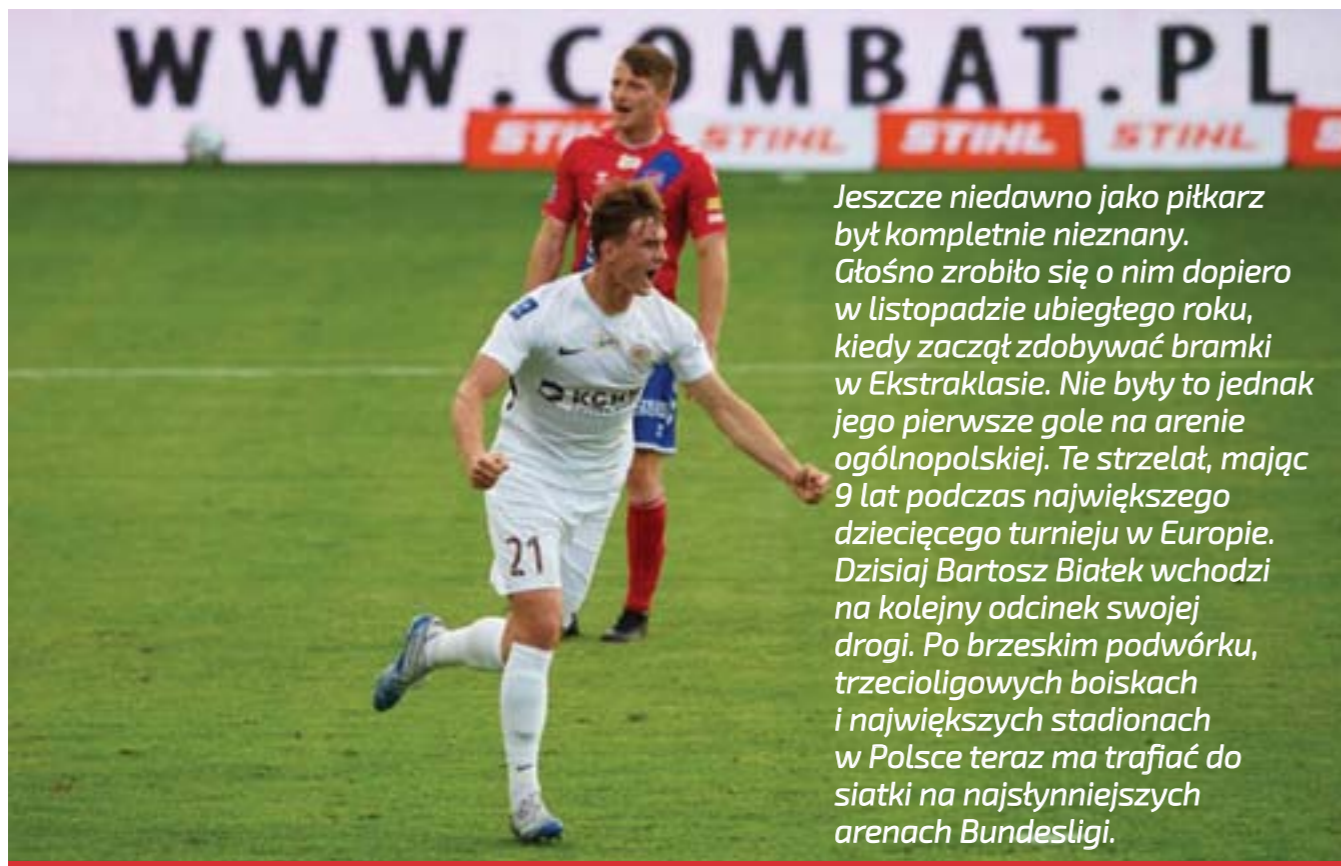 WWW.COMBAT.PL
STIHL STIHL STIHL STIHL
KGHM
21
Jeszcze niedawno jako piłkarz
był kompletnie nieznany.
Głośno zrobiło się o nim dopiero
w listopadzie ubiegłego roku,
kiedy zaczął zdobywać bramki
w Ekstraklasie. Nie były to jednak
jego pierwsze gole na arenie
ogólnopolskiej. Te strzelał, mając
9 lat podczas największego
dziecięcego turnieju w Europie.
Dzisiaj Bartosz Białek wchodzi
na kolejny odcinek swojej
drogi. Po brzeskim podwórku,
trzecioligowych boiskach
i największych stadionach
w Polsce teraz ma trafiać do
siatki na najsłynniejszych
arenach Bundesligi.